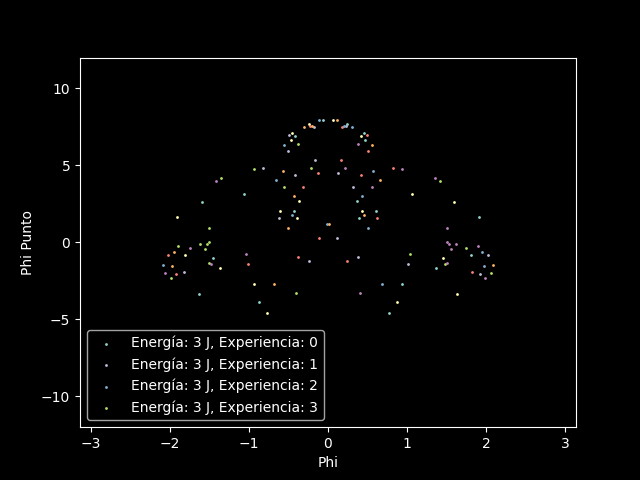 10
5
0
−5
−10
Phi Punto
Energía: 3 J, Experiencia: 0
Energía: 3 J, Experiencia: 1
Energía: 3 J, Experiencia: 2
Energía: 3 J, Experiencia: 3
−3
−2
−1
0
1
2
3
Phi